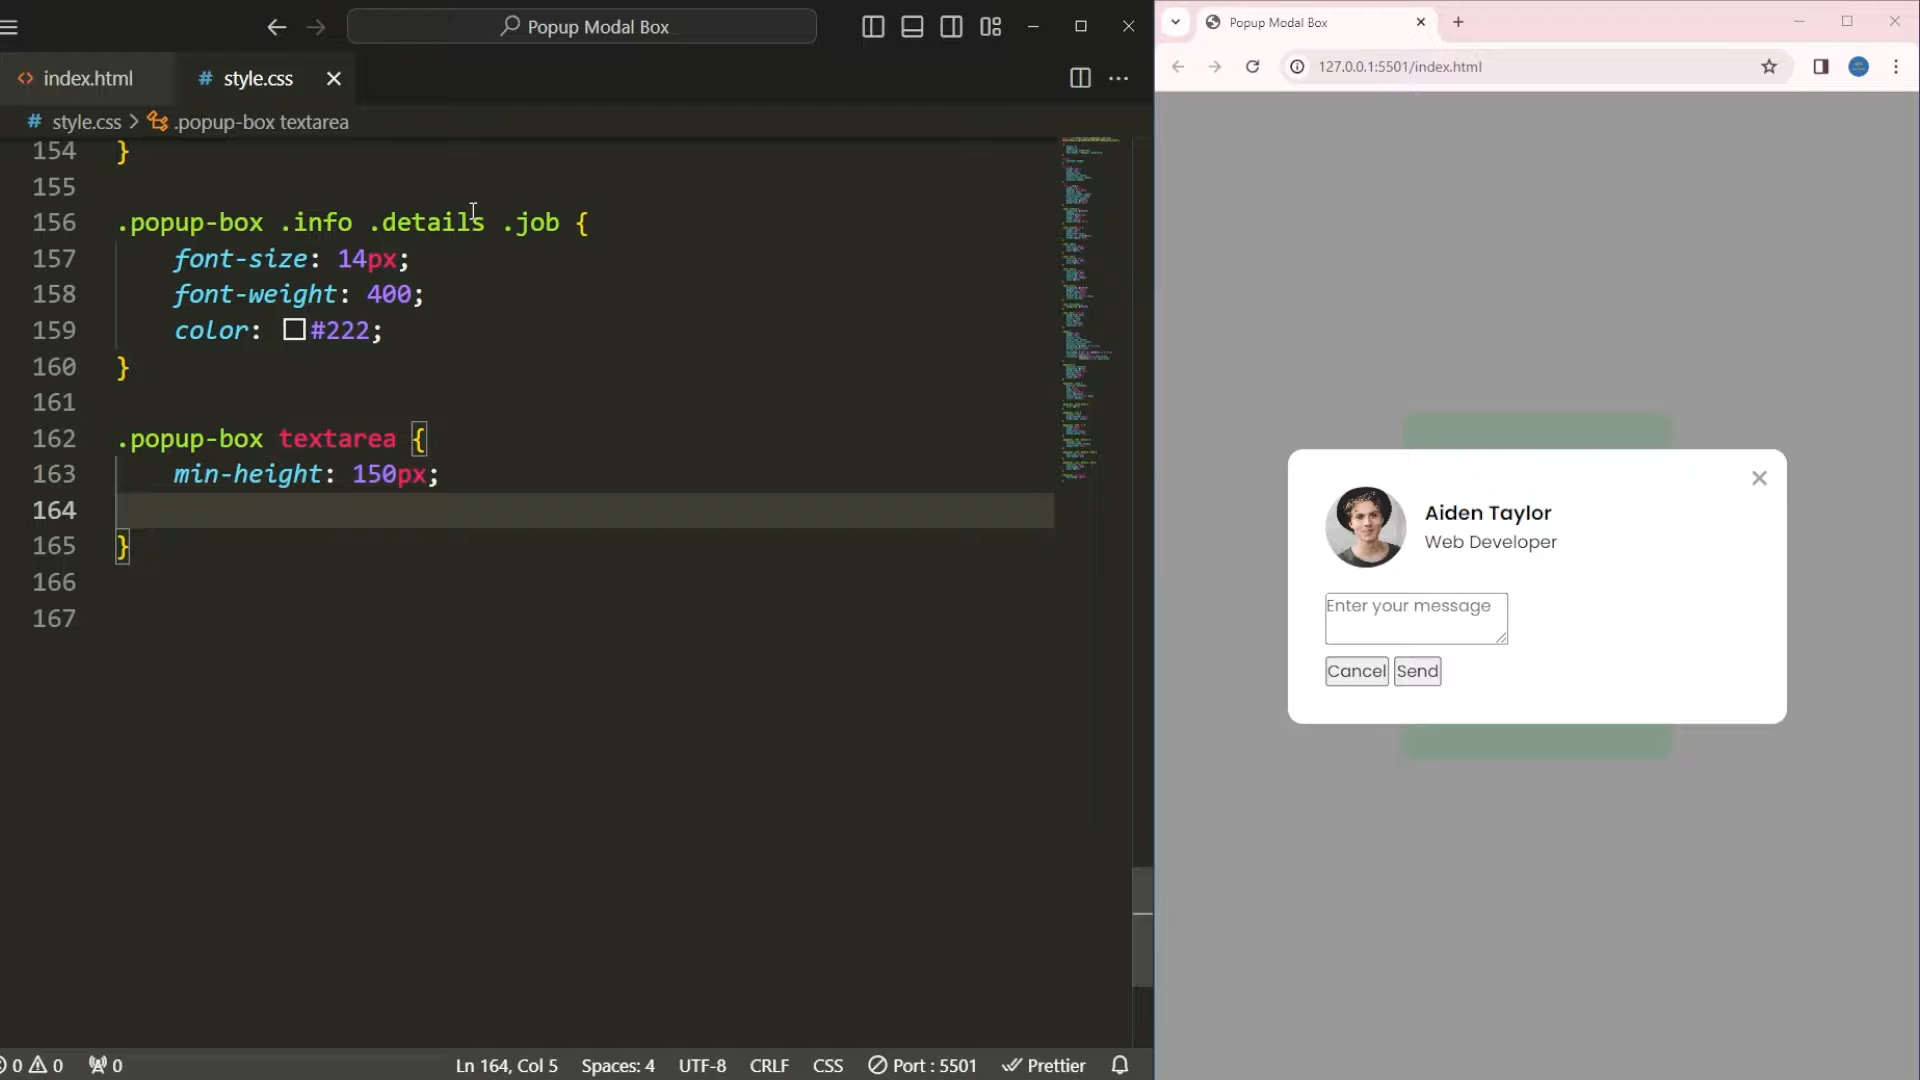 Popup Modal Box
index.html
# style.css
# style.css > .popup-box textarea
154 }
155
156 .popup-box .info .details .job {
157 font-size: 14px;
158 font-weight: 400;
159 color: #222;
160 }
161
162 .popup-box textarea {
163 min-height: 150px;
164
165 }
166
167
0 0 0
Ln 164, Col 5 Spaces: 4 UTF-8 CRLF CSS Port : 5501 Prettier
Popup Modal Box
127.0.0.1:5501/index.html
Aiden Taylor
Web Developer
Enter your message
Cancel Send